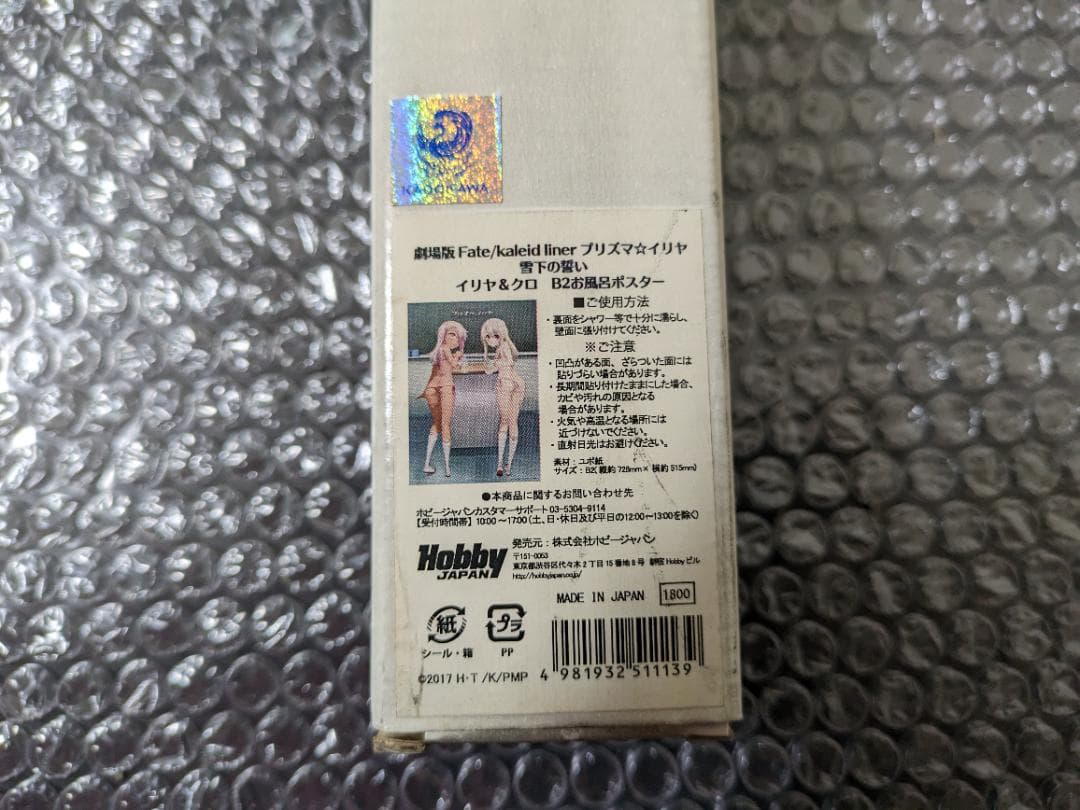 KADOKAWA
劇場版 Fate/kaleid liner プリズマ☆イリヤ
雪下の誓い
イリヤ&クロ B2お風呂ポスター
■ご使用方法
・裏面をシャワー等で十分に濡らし、
壁面に張り付けてください。
※ご注意
・凹凸がある面、ざらついた面には
貼りづらい場合があります。
・長期間貼り付けたままにした場合、
カビや汚れの原因となる
場合があります。
・火気や高温となる場所には
近づけないでください。
・直射日光はお避けください。
素材:ユポ紙
サイズ:B2(縦約 728mm× 横約 515mm)
●本商品に関するお問い合わせ先
ホビージャパンカスタマーサポート 03-5304-9114
【受付時間帯】10:00~17:00(土、日・休日及び平日の12:00~13:00を除く)
Hobby
JAPAN
発売元:株式会社ホビージャパン
〒151-0053
東京都渋谷区代々木2丁目15番地8号 新宿Hobbyビル
http://hobbyjapan.co.jp/
MADE IN JAPAN 1800
紙
シール・箱
プラ
PP
©2017 H・T /K/PMP
4 981932 511139